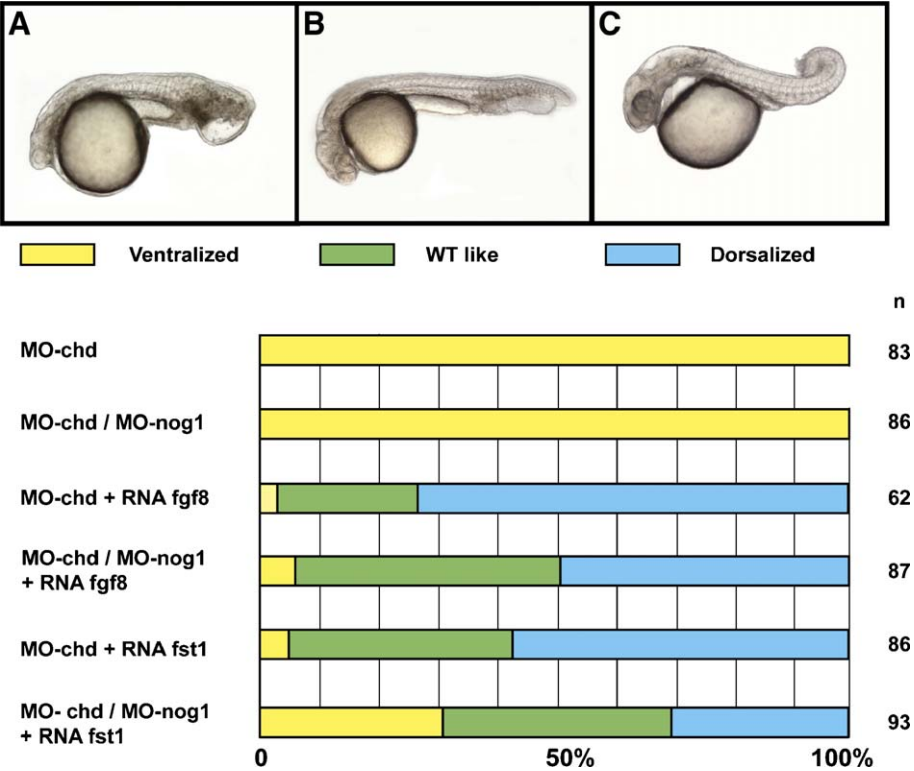 A B C
Ventralized WT like Dorsalized
n
MO-chd 83
MO-chd / MO-nog1 86
MO-chd + RNA fgf8 62
MO-chd / MO-nog1
+ RNA fgf8 87
MO-chd + RNA fst1 86
MO- chd / MO-nog1
+ RNA fst1 93
0 50% 100%